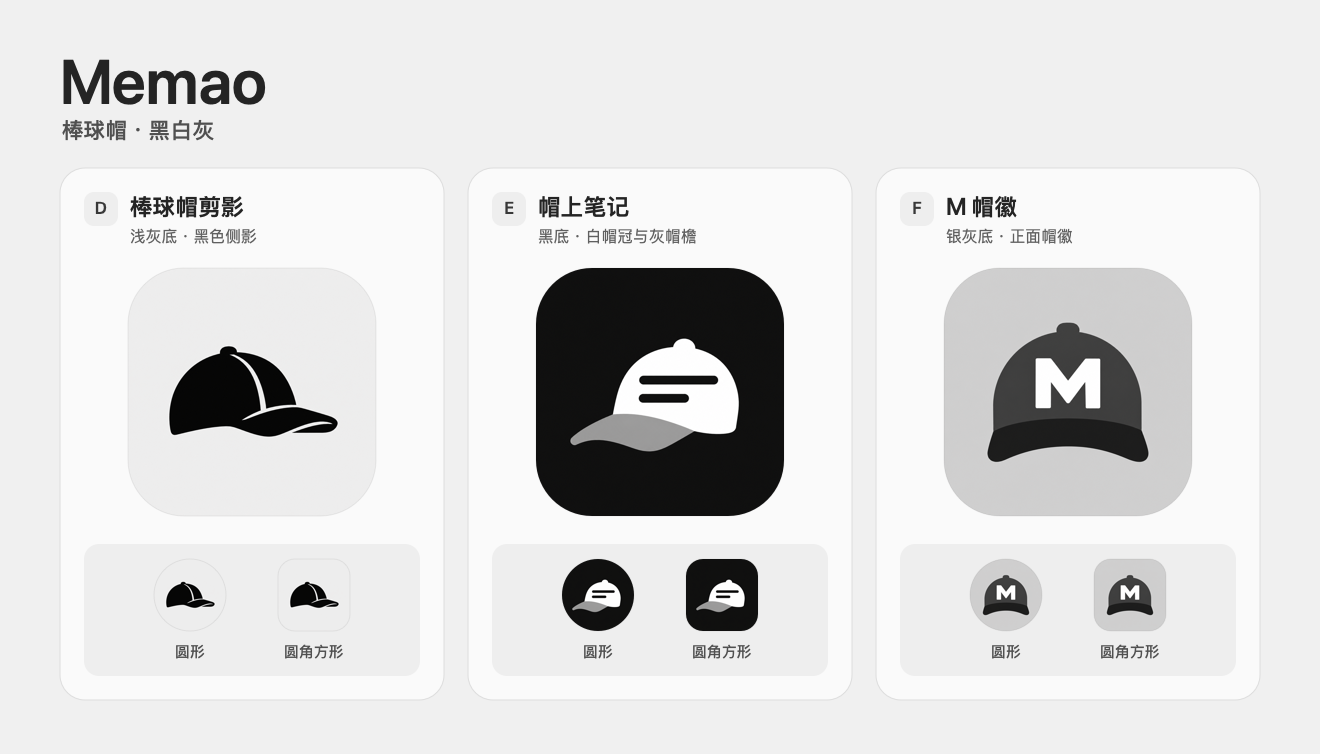 Memao
棒球帽 · 黑白灰
D
棒球帽剪影
浅灰底 · 黑色侧影
圆形
圆角方形
E
帽上笔记
黑底 · 白帽冠与灰帽檐
圆形
圆角方形
F
M 帽徽
银灰底 · 正面帽徽
M
M
M
圆形
圆角方形